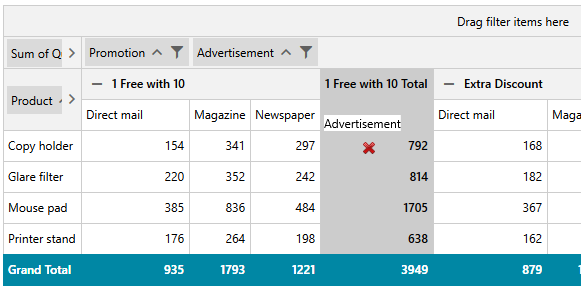 Drag filter items here
Sum of Q Promotion Advertisement
Product 1 Free with 10 1 Free with 10 Total Extra Discount
Direct mail Magazine Newspaper Advertisement Direct mail Maga
Copy holder 154 341 297 792 168
Glare filter 220 352 242 814 182
Mouse pad 385 836 484 1705 367
Printer stand 176 264 198 638 162
Grand Total 935 1793 1221 3949 879 1